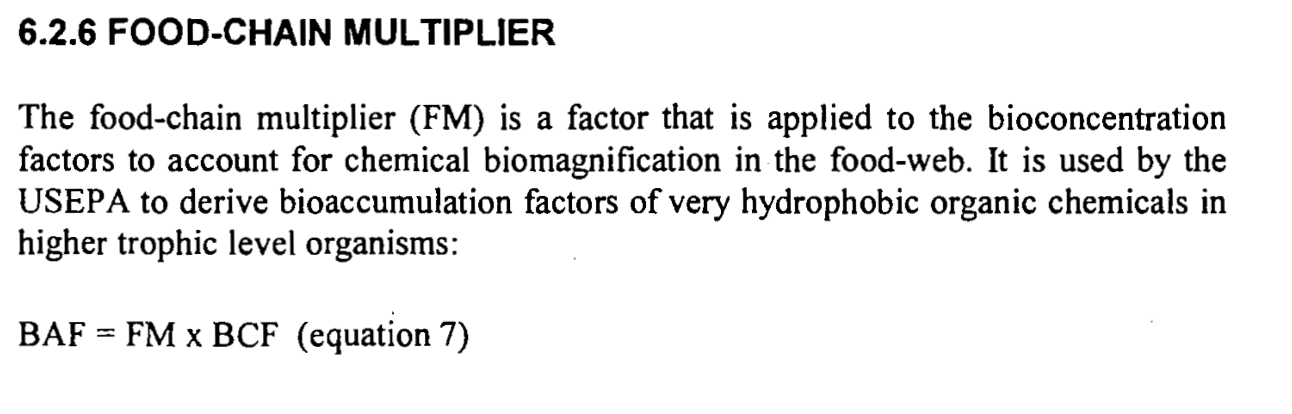 6.2.6 FOOD-CHAIN MULTIPLIER
The food-chain multiplier (FM) is a factor that is applied to the bioconcentration
factors to account for chemical biomagnification in the food-web. It is used by the
USEPA to derive bioaccumulation factors of very hydrophobic organic chemicals in
higher trophic level organisms:
BAF = FM x BCF (equation 7)